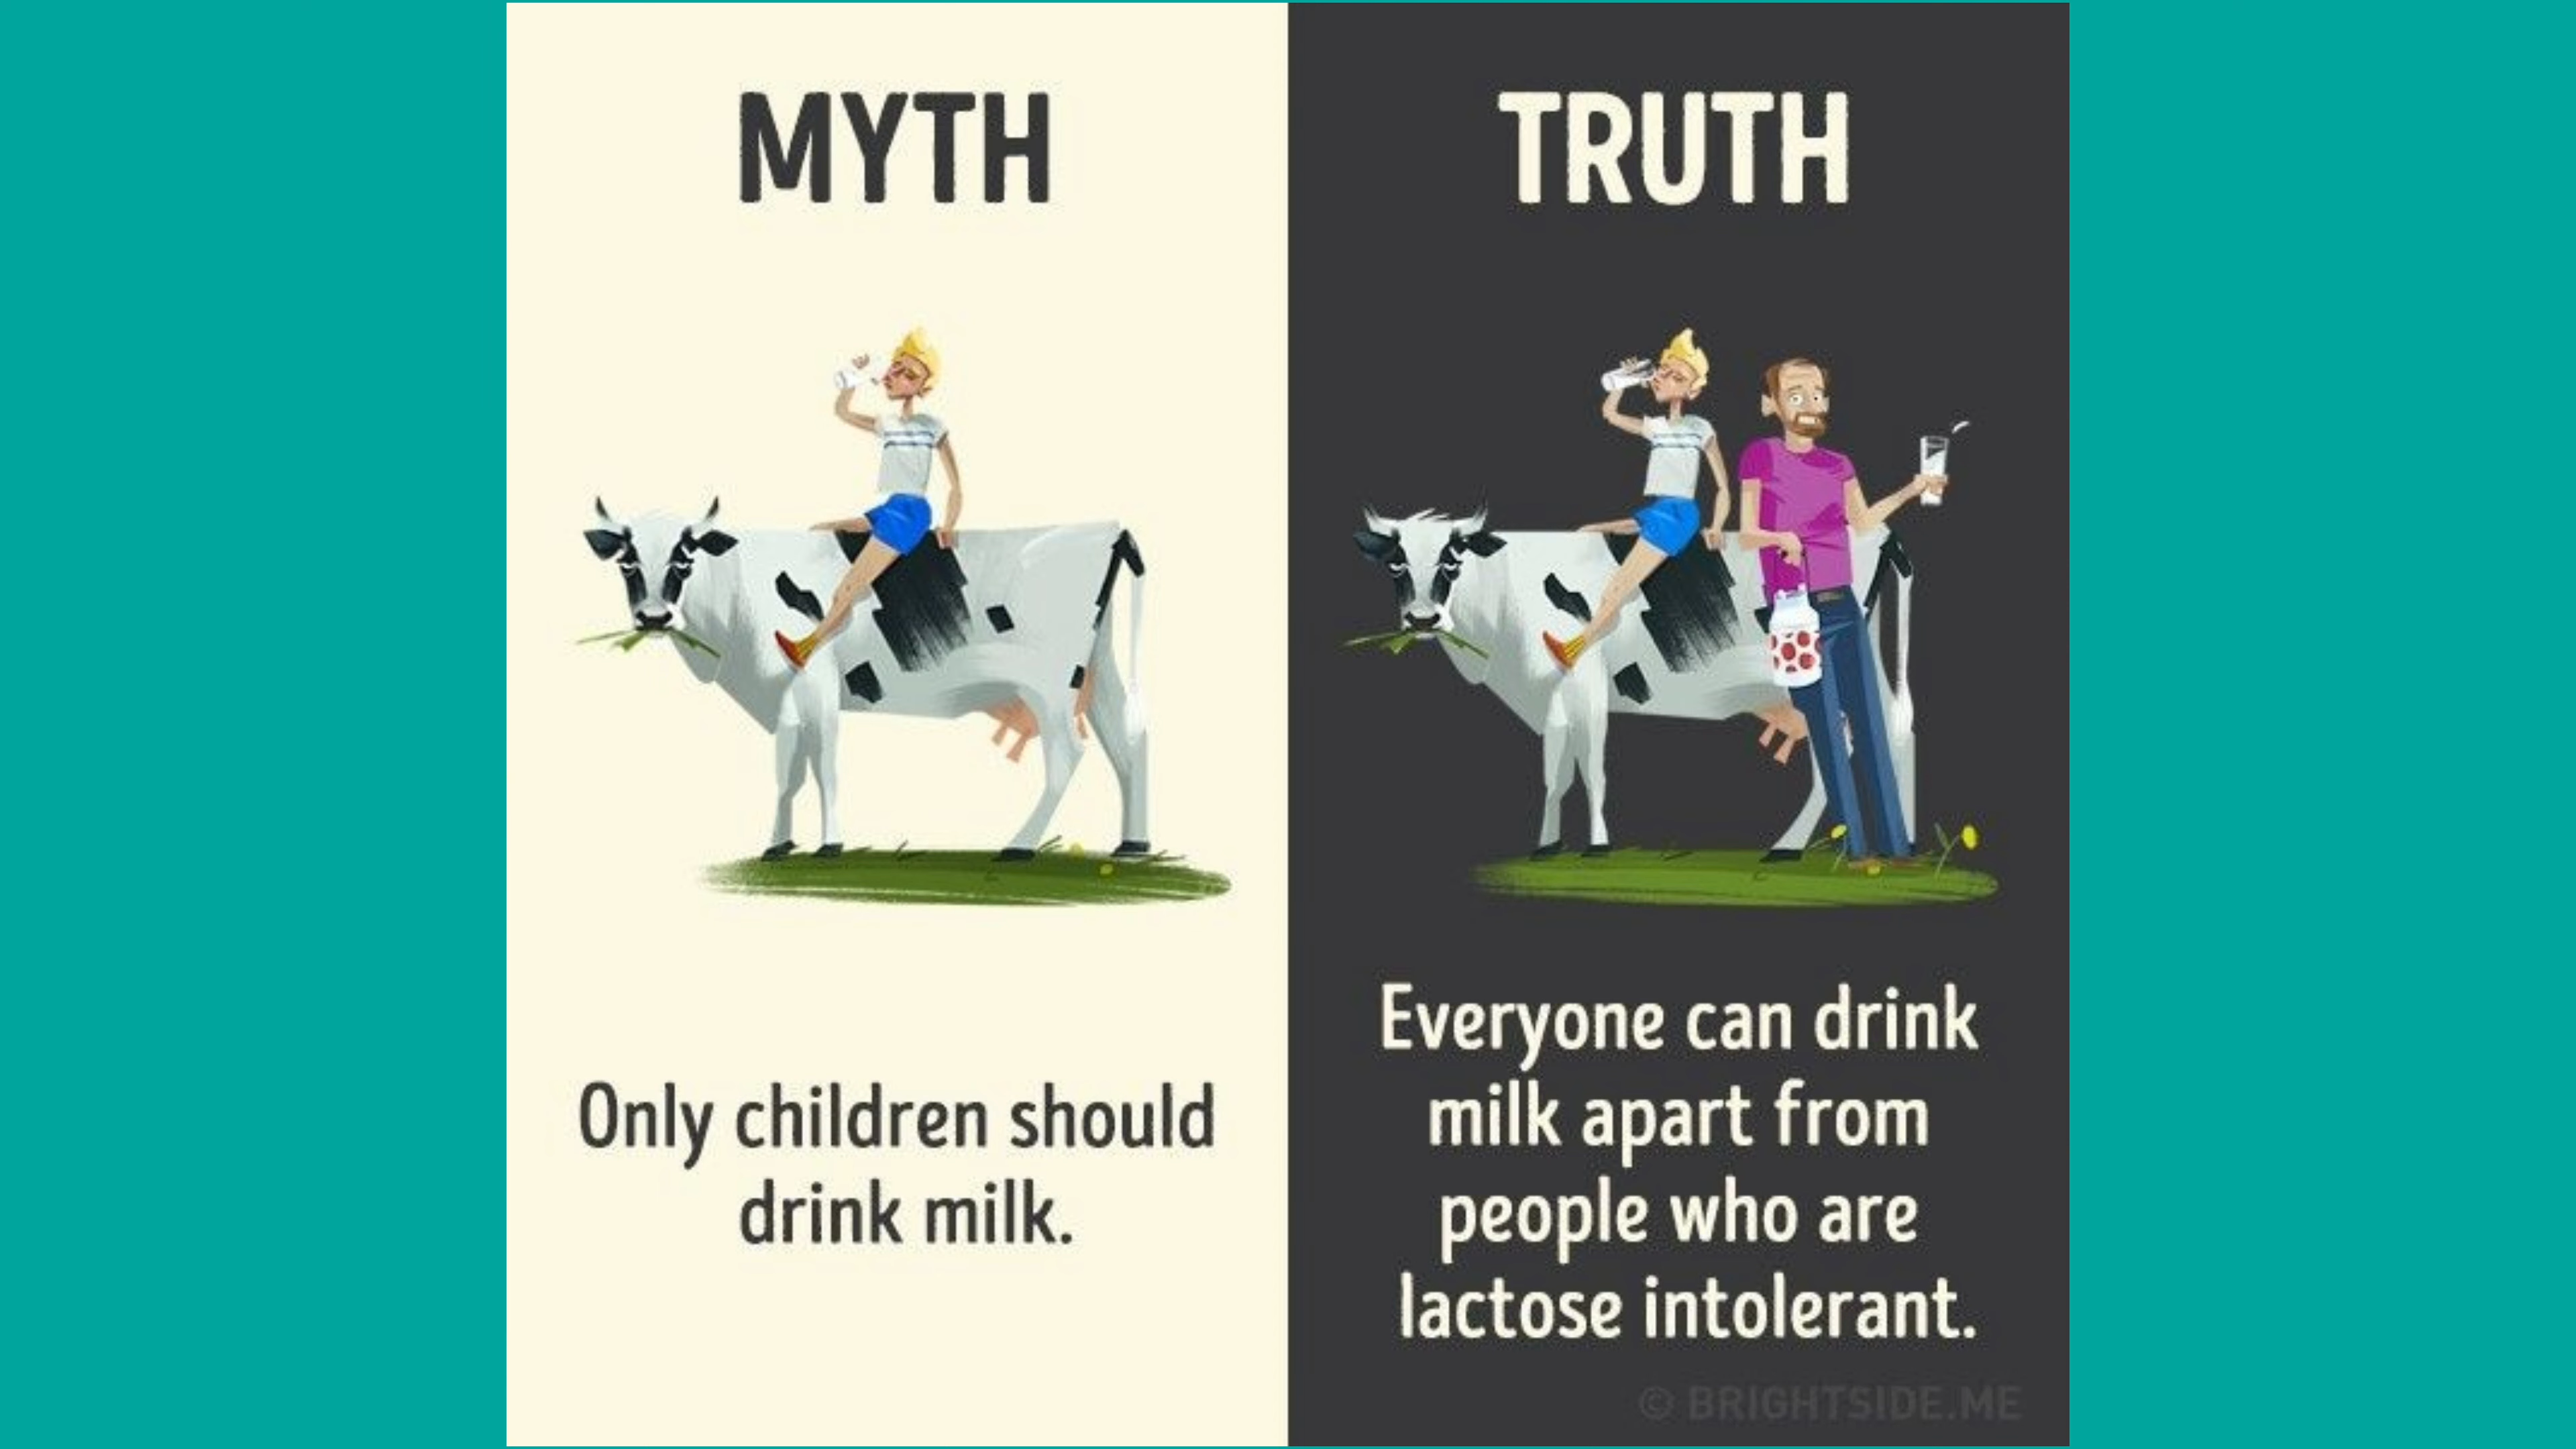 MYTH
Only children should
drink milk.
TRUTH
Everyone can drink
milk apart from
people who are
lactose intolerant.
© BRIGHTSIDE.ME